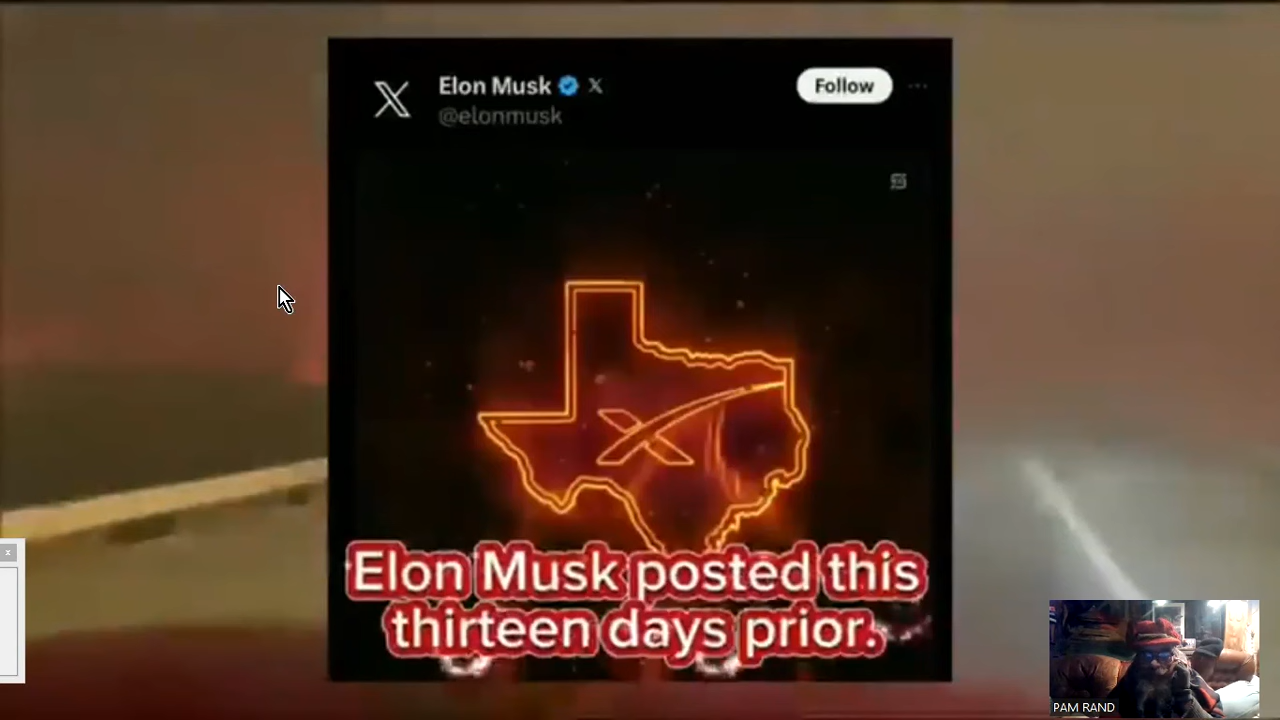 Elon Musk
@elonmusk
Follow
Elon Musk posted this
thirteen days prior.
x
PAM RAND